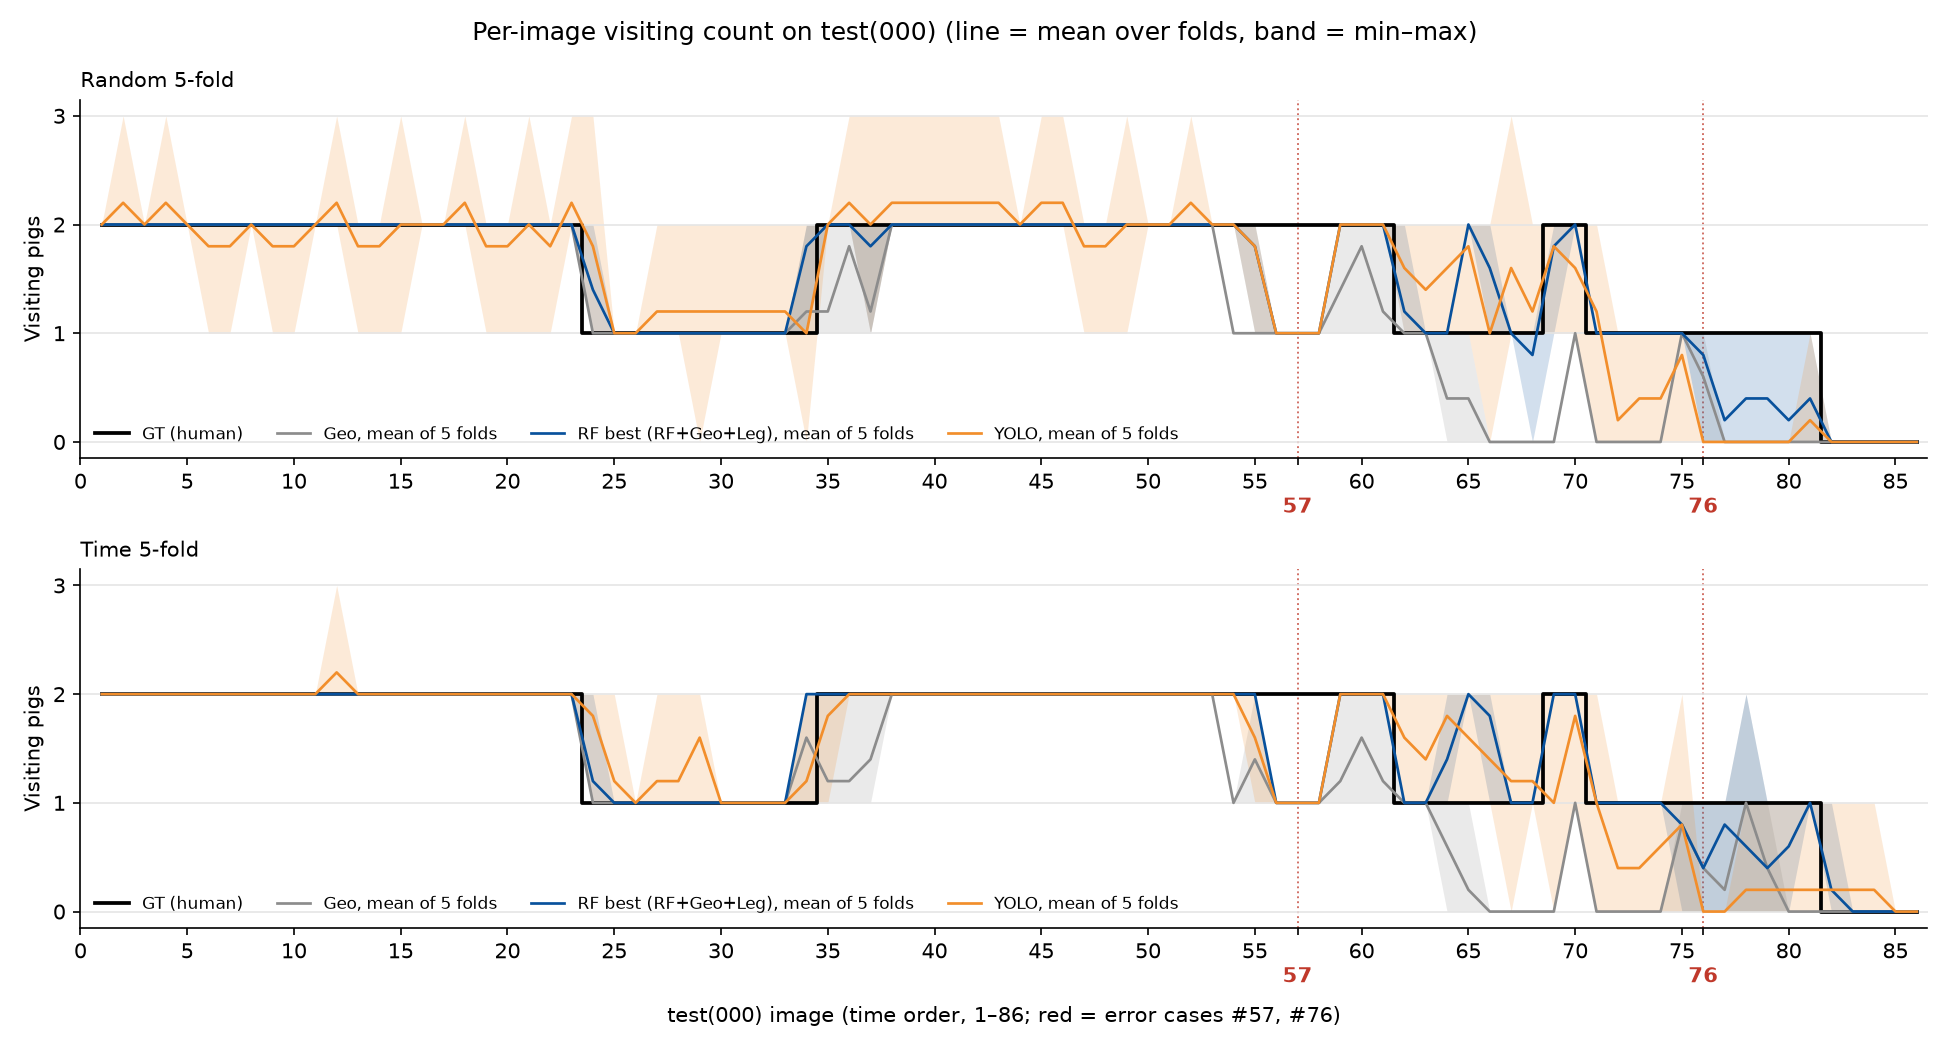 Per-image visiting count on test(000) (line = mean over folds, band = min–max)
Random 5-fold
Visiting pigs
3
2
1
0
GT (human) Geo, mean of 5 folds RF best (RF+Geo+Leg), mean of 5 folds YOLO, mean of 5 folds
0 5 10 15 20 25 30 35 40 45 50 55 60 65 70 75 80 85
57 76
Time 5-fold
Visiting pigs
3
2
1
0
GT (human) Geo, mean of 5 folds RF best (RF+Geo+Leg), mean of 5 folds YOLO, mean of 5 folds
0 5 10 15 20 25 30 35 40 45 50 55 60 65 70 75 80 85
57 76
test(000) image (time order, 1–86; red = error cases #57, #76)